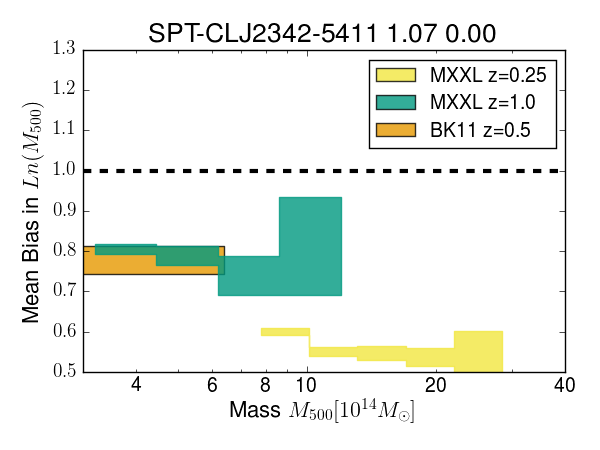 SPT-CLJ2342-5411 1.07 0.00
1.3
1.2
1.1
1.0
0.9
0.8
0.7
0.6
0.5
Mean Bias in Ln(M500)
MXXL z=0.25
MXXL z=1.0
BK11 z=0.5
4 6 8 10 20 40
Mass M500[10^14 M⊙]